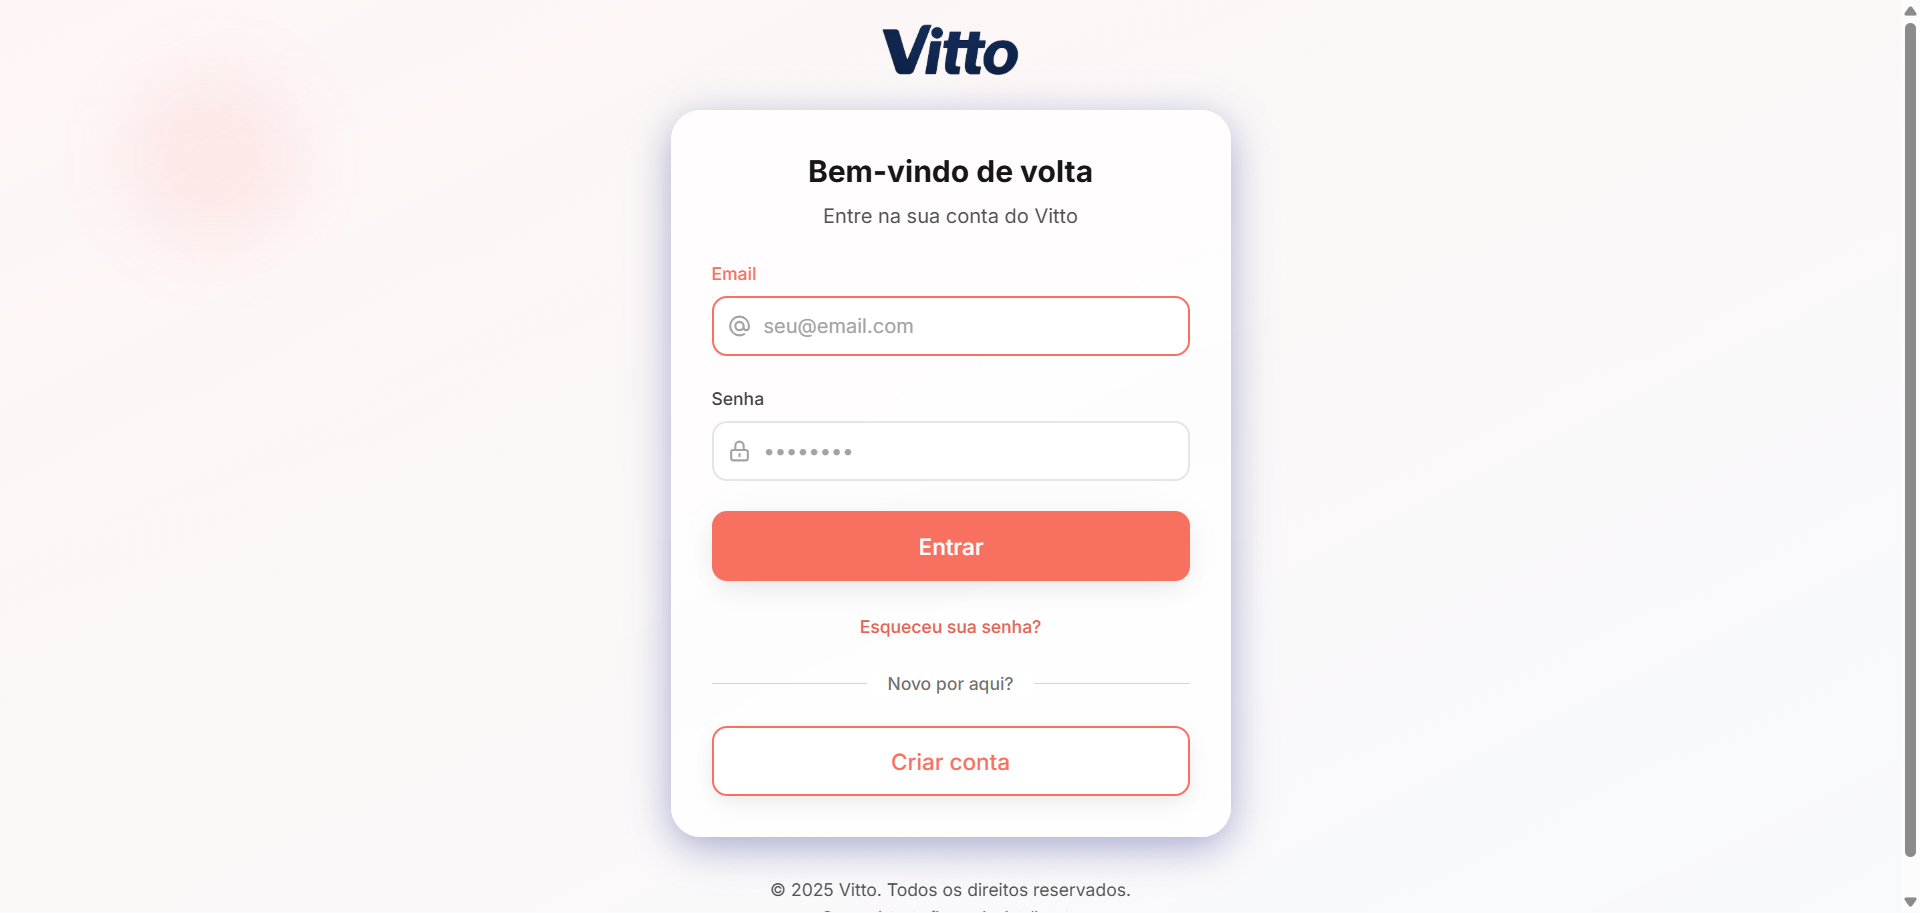 Vitto
Bem-vindo de volta
Entre na sua conta do Vitto
Email
seu@email.com
Senha
••••••••
Entrar
Esqueceu sua senha?
Novo por aqui?
Criar conta
© 2025 Vitto. Todos os direitos reservados.